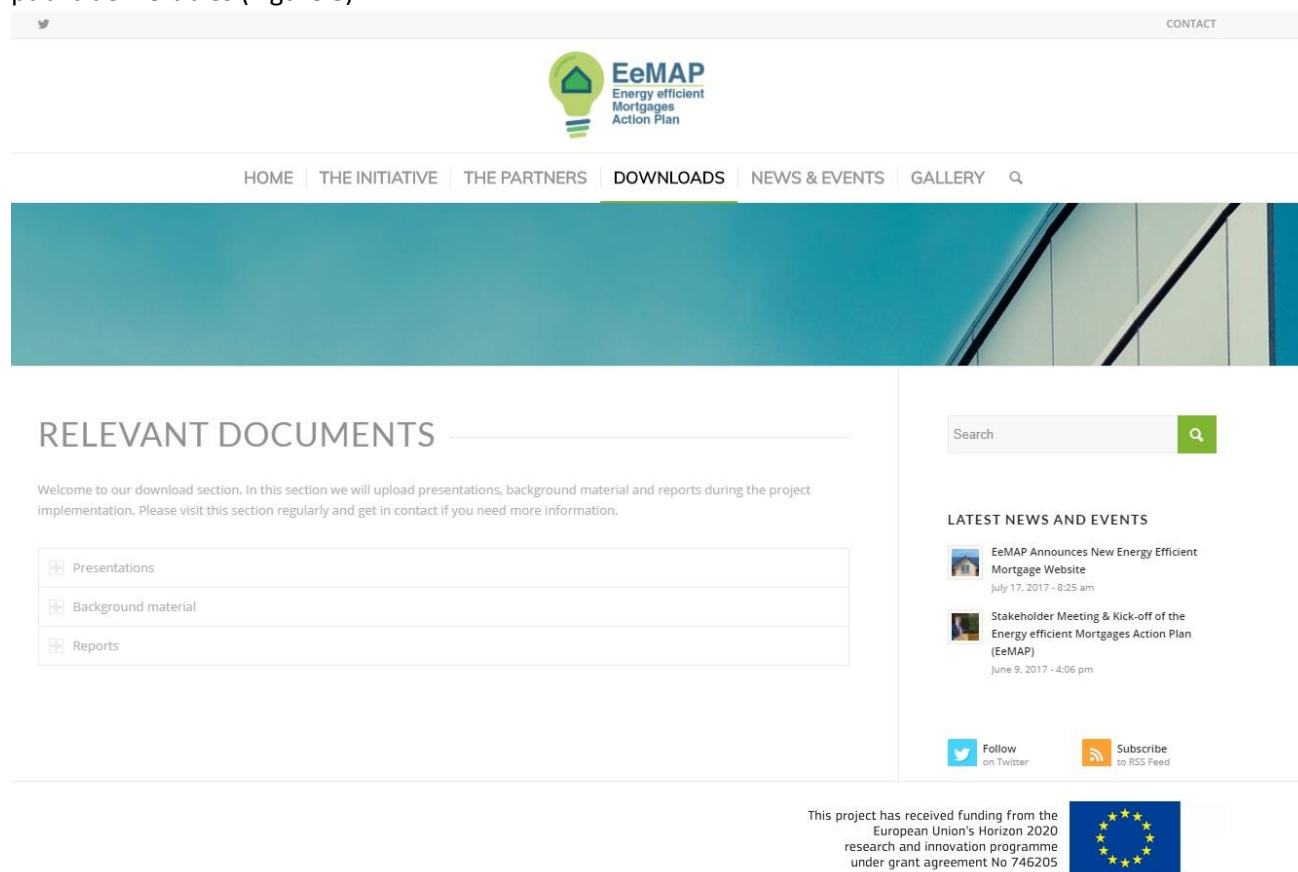 CONTACT
EeMAP
Energy efficient
Mortgages
Action Plan
HOME THE INITIATIVE THE PARTNERS DOWNLOADS NEWS & EVENTS GALLERY
RELEVANT DOCUMENTS
Welcome to our download section. In this section we will upload presentations, background material and reports during the project
implementation. Please visit this section regularly and get in contact if you need more information.
Presentations
Background material
Reports
Search
LATEST NEWS AND EVENTS
EeMAP Announces New Energy Efficient
Mortgage Website
July 17, 2017 - 8:25 am
Stakeholder Meeting & Kick-off of the
Energy efficient Mortgages Action Plan
(EeMAP)
June 9, 2017 - 4:06 pm
Follow
on Twitter
Subscribe
to RSS Feed
This project has received funding from the
European Union's Horizon 2020
research and innovation programme
under grant agreement No 746205